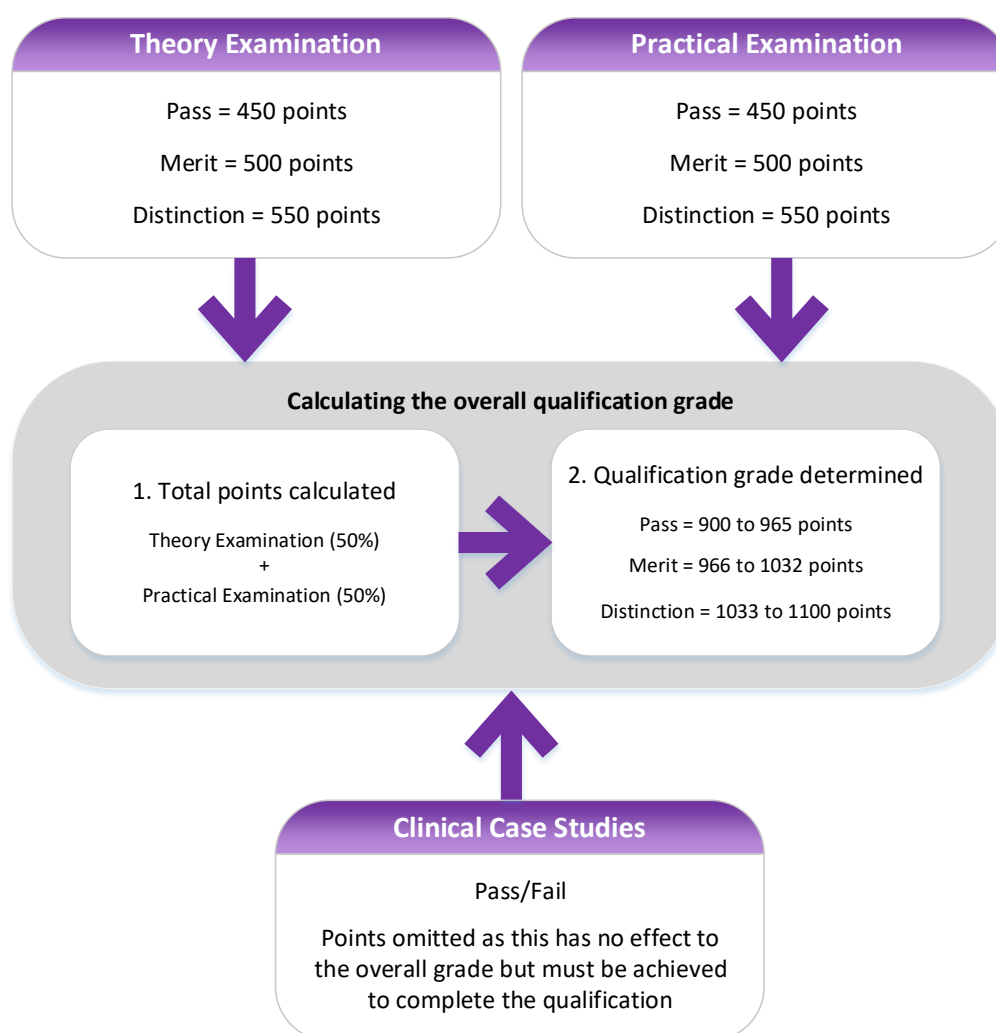 Theory Examination
Pass = 450 points
Merit = 500 points
Distinction = 550 points
Practical Examination
Pass = 450 points
Merit = 500 points
Distinction = 550 points
Calculating the overall qualification grade
1. Total points calculated
Theory Examination (50%)
+
Practical Examination (50%)
2. Qualification grade determined
Pass = 900 to 965 points
Merit = 966 to 1032 points
Distinction = 1033 to 1100 points
Clinical Case Studies
Pass/Fail
Points omitted as this has no effect to
the overall grade but must be achieved
to complete the qualification